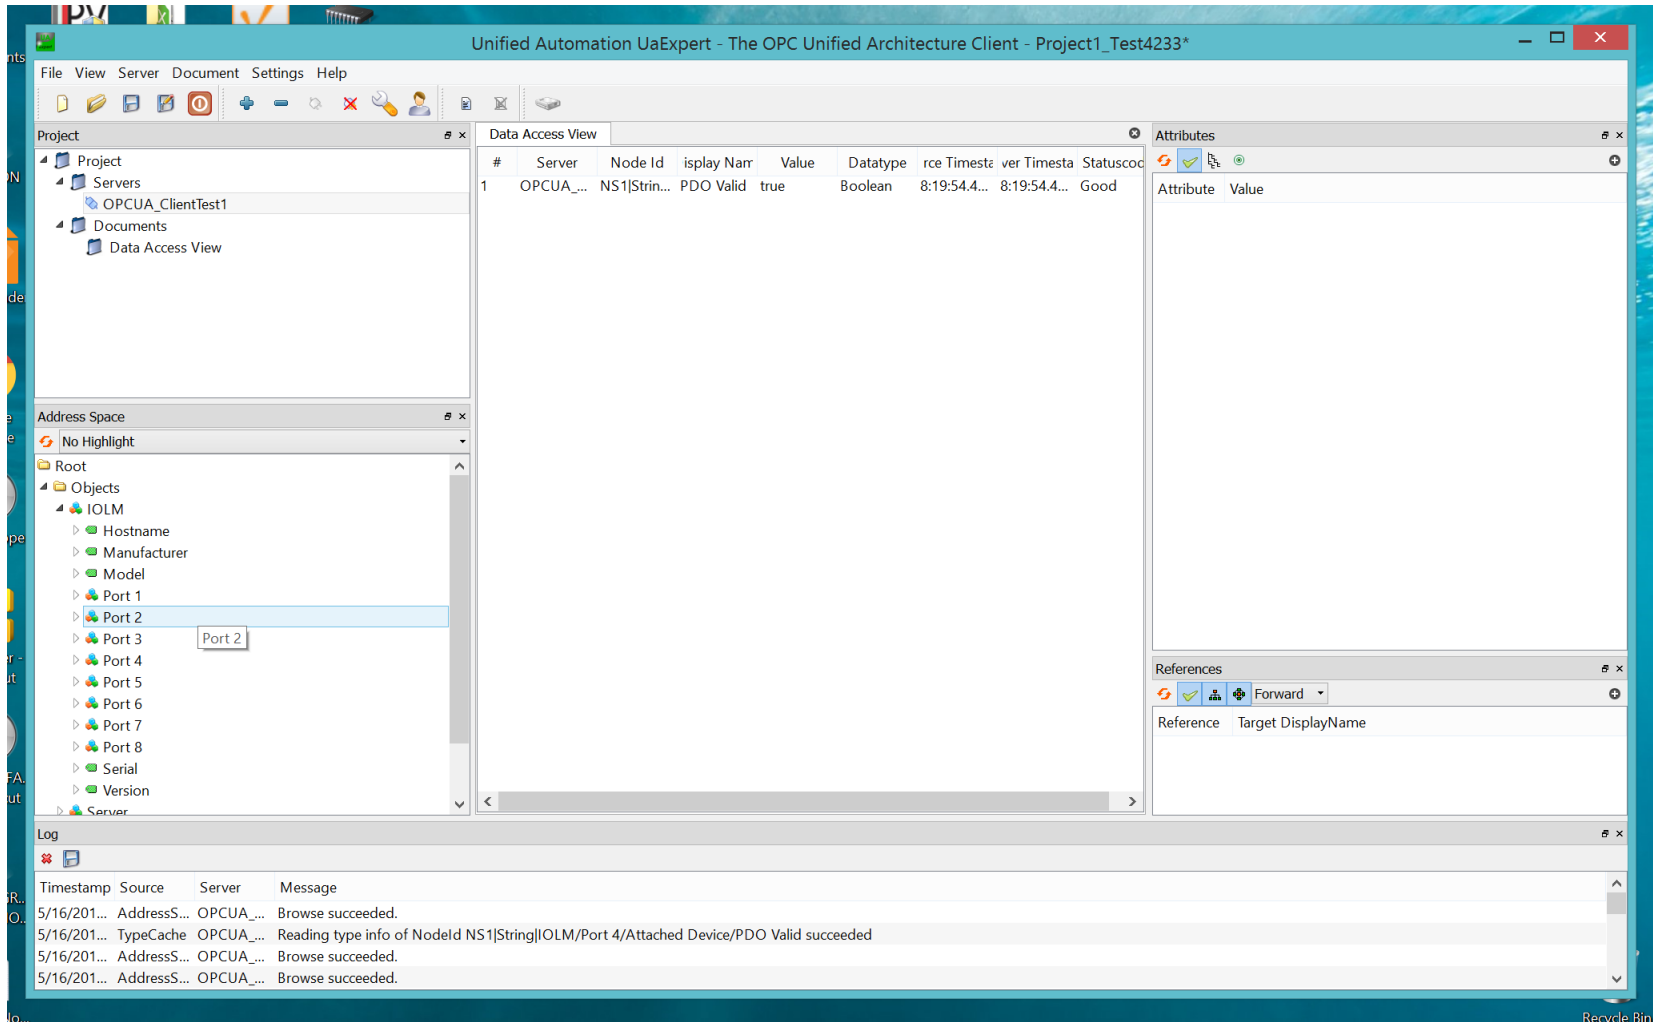 Unified Automation UaExpert - The OPC Unified Architecture Client - Project1_Test4233*
File View Server Document Settings Help
Project
Project
Servers
OPCUA_ClientTest1
Documents
Data Access View
Address Space
No Highlight
Root
Objects
IOLM
Hostname
Manufacturer
Model
Port 1
Port 2
Port 2
Port 3
Port 4
Port 5
Port 6
Port 7
Port 8
Serial
Version
Server
Data Access View
# Server Node Id isplay Nam Value Datatype rce Timesta ver Timesta Statuscod
1 OPCUA_... NS1|Strin... PDO Valid true Boolean 8:19:54.4... 8:19:54.4... Good
Attributes
Attribute Value
References
Forward
Reference Target DisplayName
Log
Timestamp Source Server Message
5/16/201... AddressS... OPCUA_... Browse succeeded.
5/16/201... TypeCache OPCUA_... Reading type info of NodeId NS1|String|IOLM/Port 4/Attached Device/PDO Valid succeeded
5/16/201... AddressS... OPCUA_... Browse succeeded.
5/16/201... AddressS... OPCUA_... Browse succeeded.
Recycle Bin